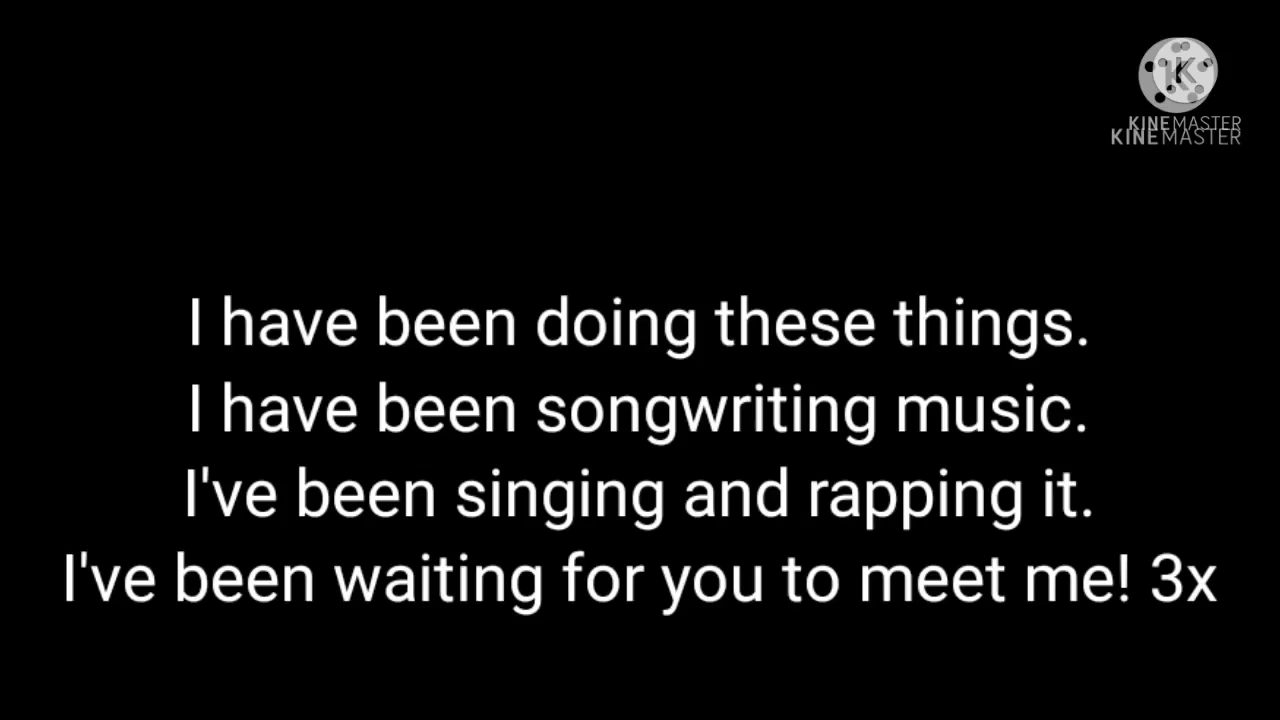 KINEMASTER
KINEMASTER
I have been doing these things.
I have been songwriting music.
I've been singing and rapping it.
I've been waiting for you to meet me! 3x